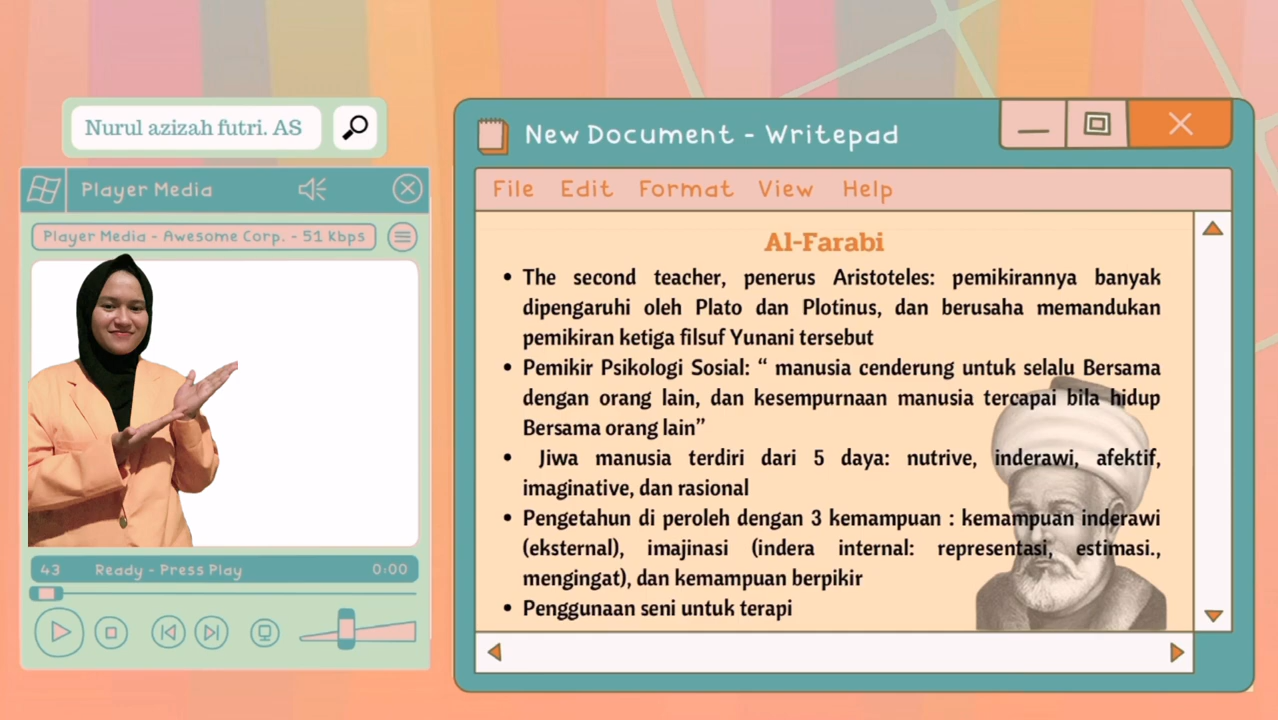 Nurul azizah futri. AS
Player Media
Player Media - Awesome Corp. - 51 Kbps
43 Ready - Press Play 0:00
New Document - Writepad
File Edit Format View Help
Al-Farabi
• The second teacher, penerus Aristoteles: pemikirannya banyak
dipengaruhi oleh Plato dan Plotinus, dan berusaha memandukan
pemikiran ketiga filsuf Yunani tersebut
• Pemikir Psikologi Sosial: “ manusia cenderung untuk selalu Bersama
dengan orang lain, dan kesempurnaan manusia tercapai bila hidup
Bersama orang lain”
• Jiwa manusia terdiri dari 5 daya: nutrive, inderawi, afektif,
imaginative, dan rasional
• Pengetahun di peroleh dengan 3 kemampuan : kemampuan inderawi
(eksternal), imajinasi (indera internal: representasi, estimasi.,
mengingat), dan kemampuan berpikir
• Penggunaan seni untuk terapi